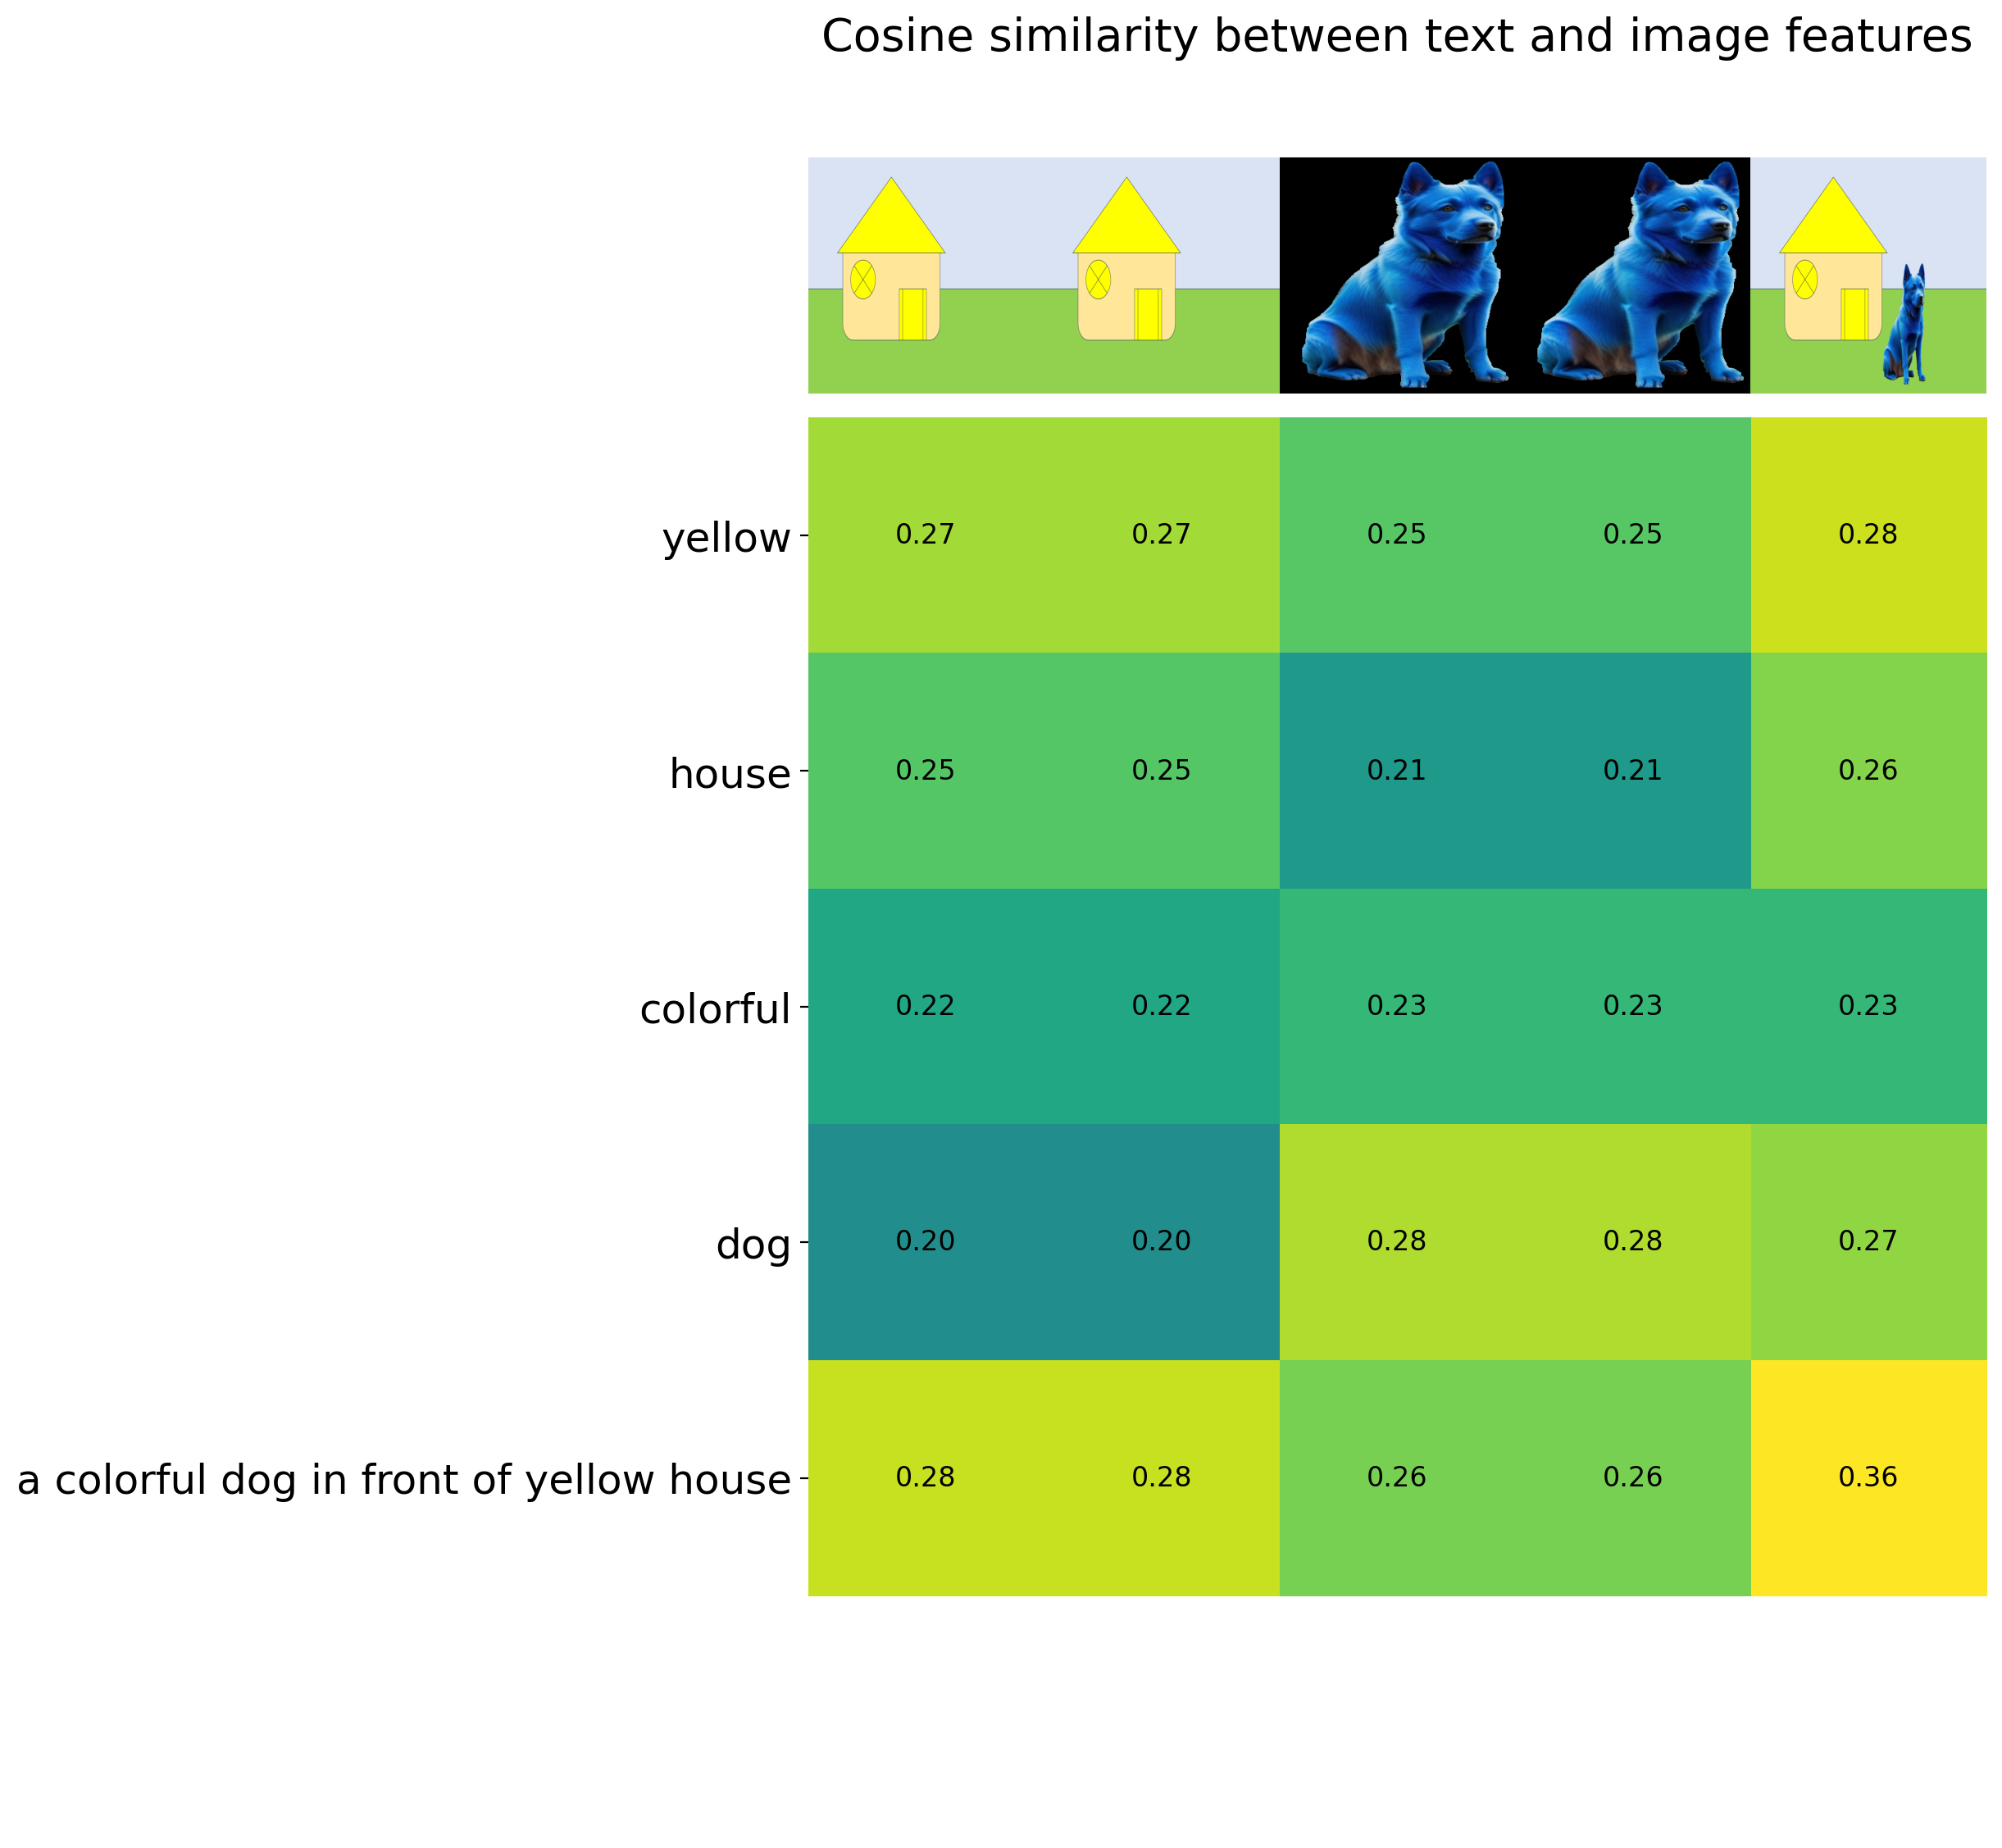 Cosine similarity between text and image features
yellow 0.27 0.27 0.25 0.25 0.28
house 0.25 0.25 0.21 0.21 0.26
colorful 0.22 0.22 0.23 0.23 0.23
dog 0.20 0.20 0.28 0.28 0.27
a colorful dog in front of yellow house 0.28 0.28 0.26 0.26 0.36